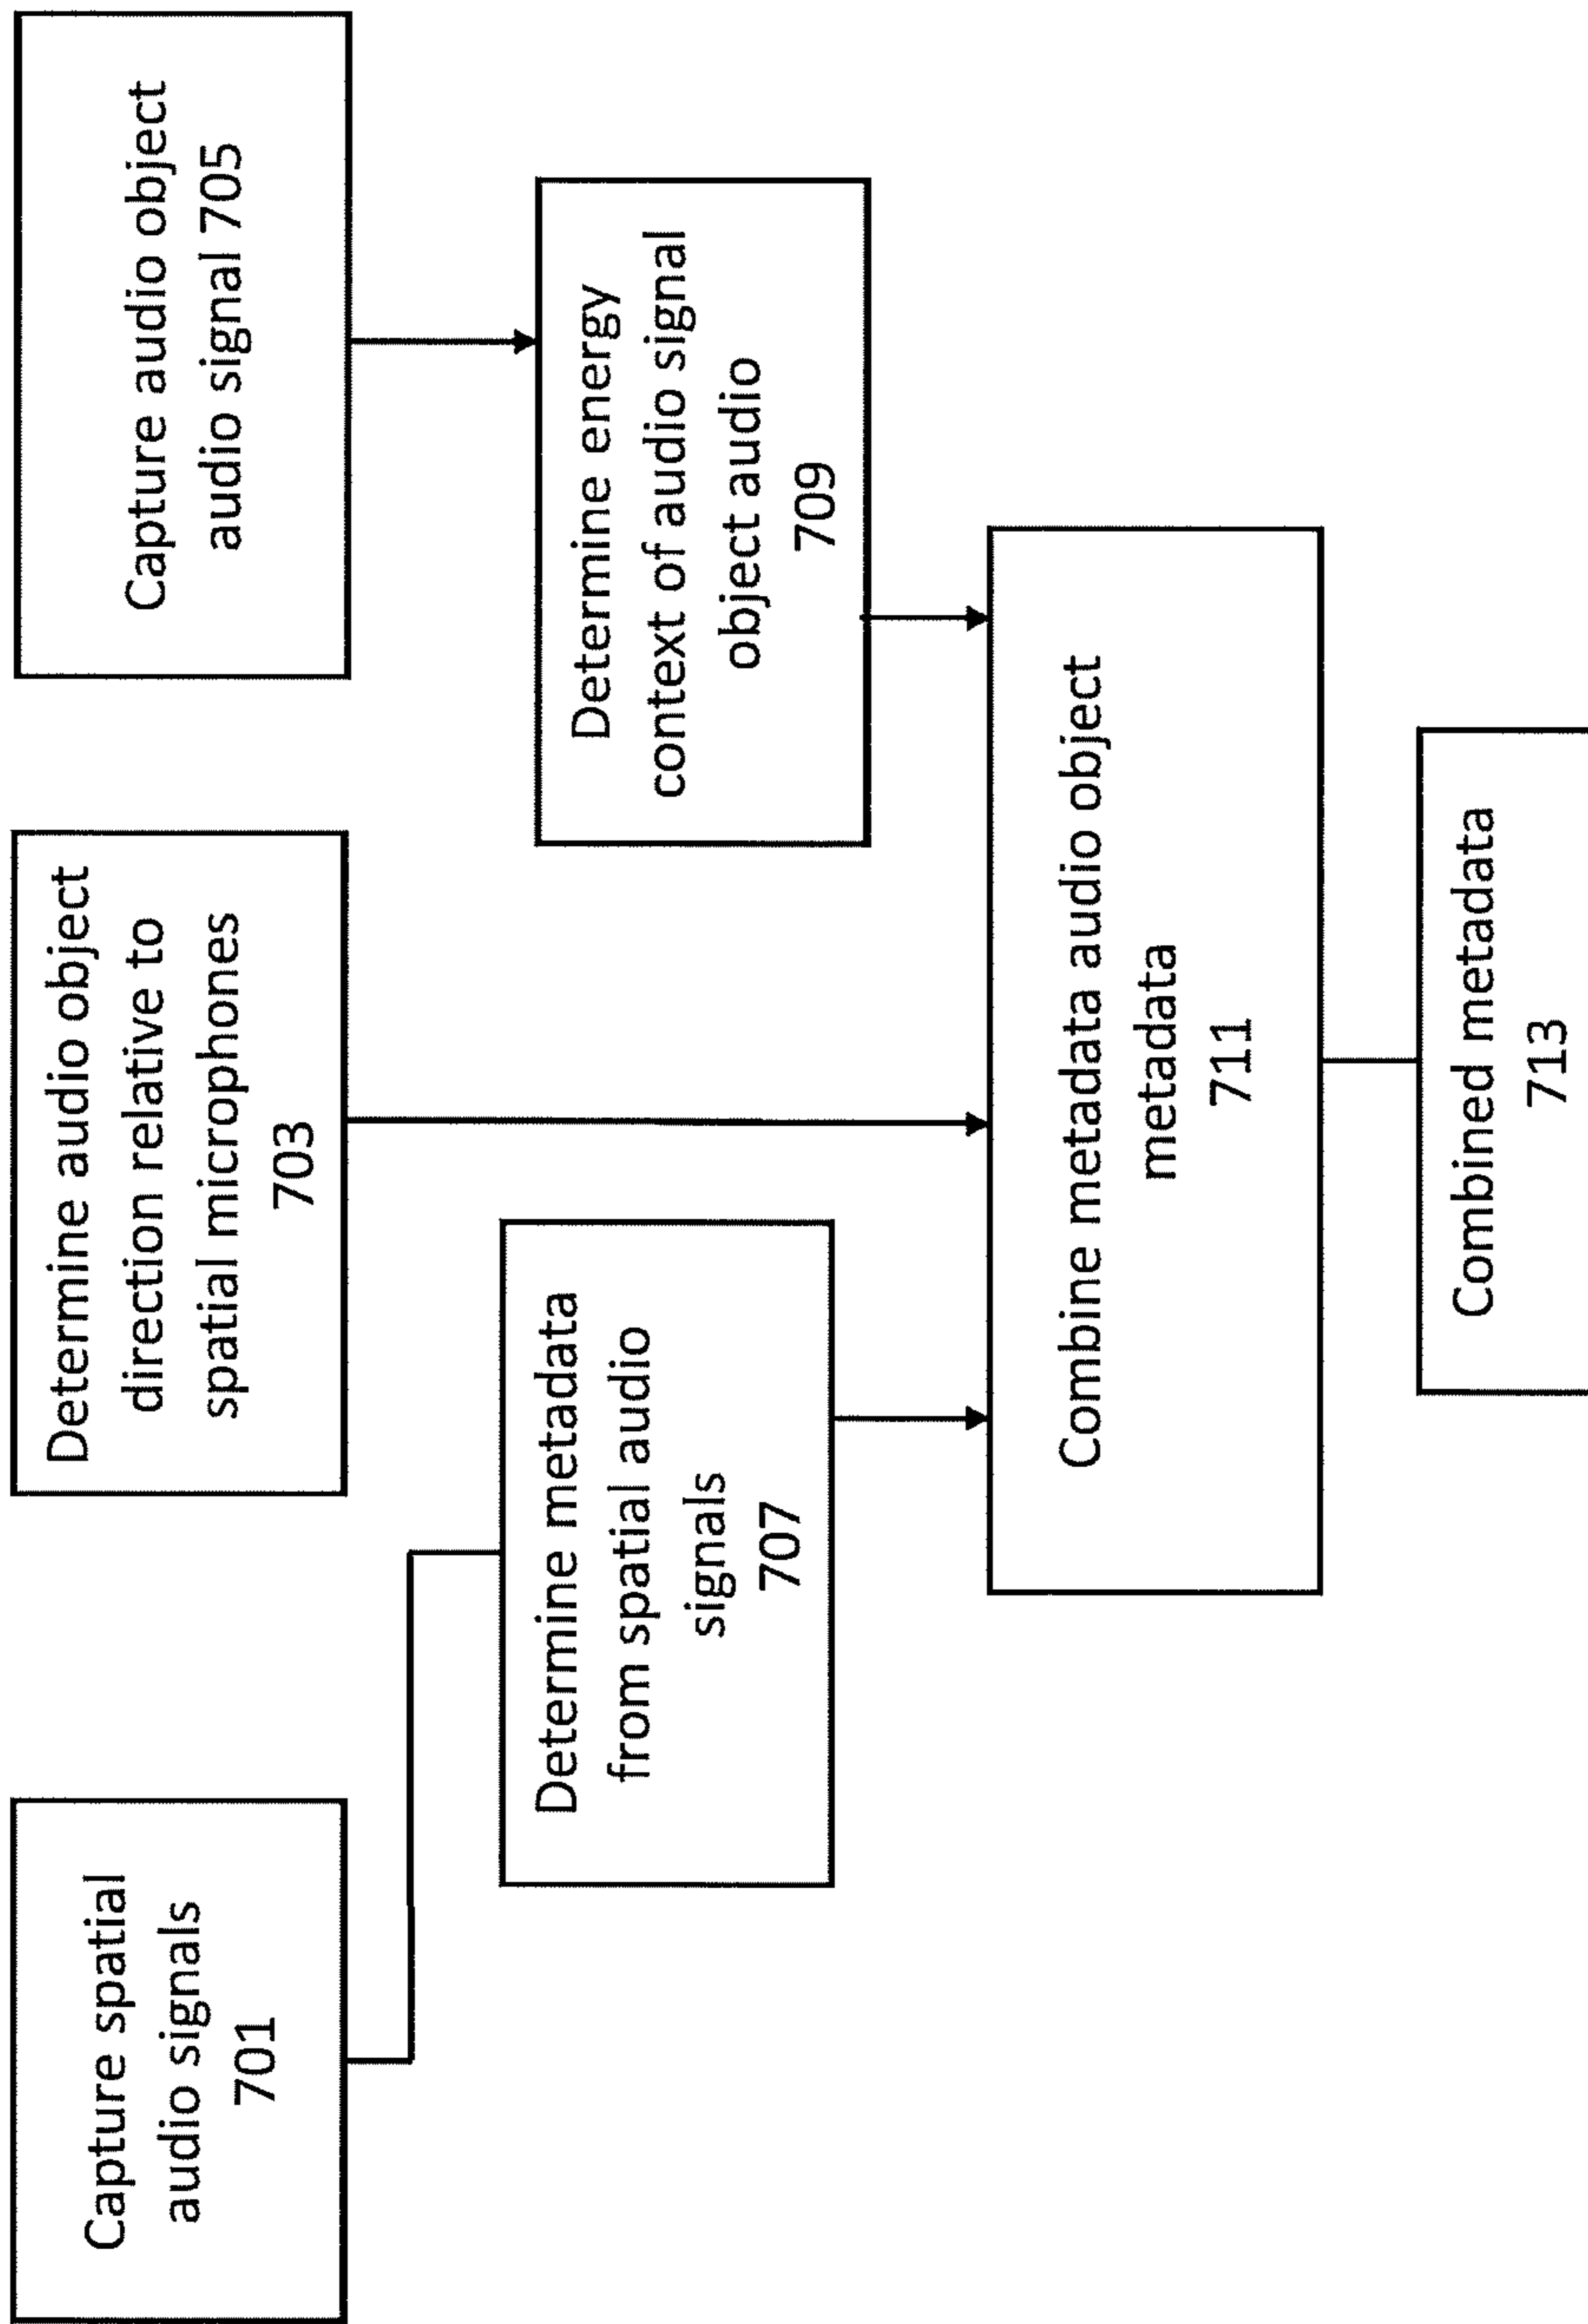 Capture spatial
audio signals
701
Determine audio object
direction relative to
spatial microphones
703
Capture audio object
audio signal 705
Determine metadata
from spatial audio
signals
707
Determine energy
context of audio signal
object audio
709
Combine metadata audio object
metadata
711
Combined metadata
713